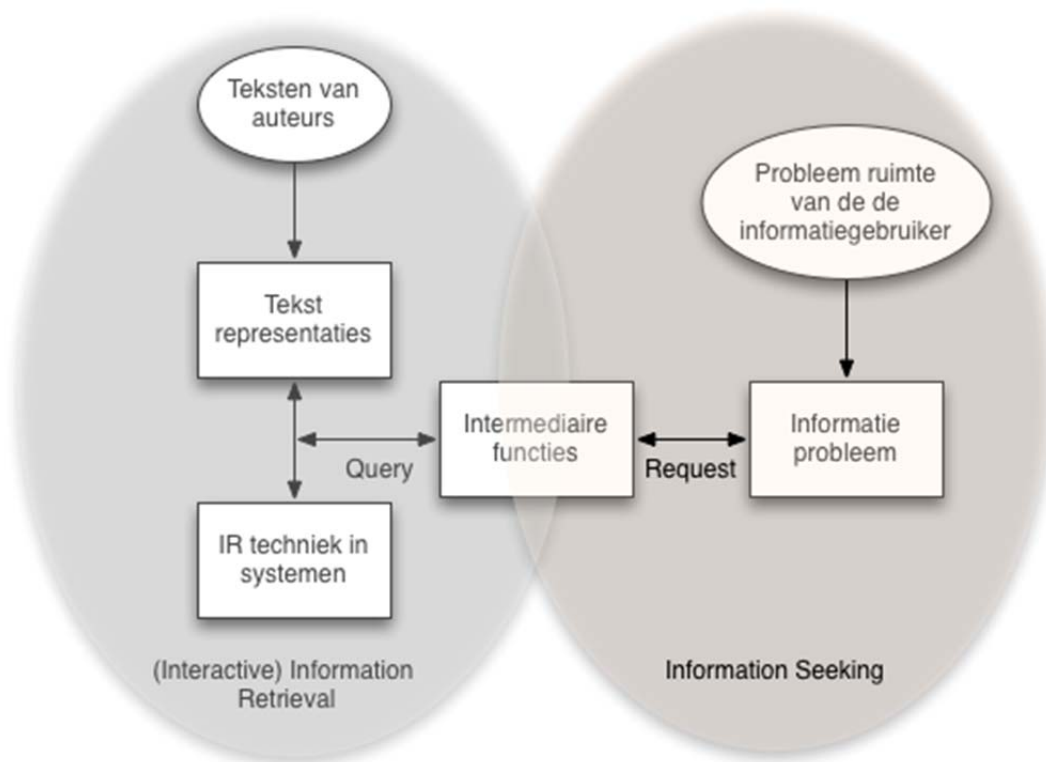 Teksten van
auteurs
Probleem ruimte
van de de
informatiegebruiker
Tekst
representaties
Intermediaire
functies
Informatie
probleem
Query
Request
IR techniek in
systemen
(Interactive) Information
Retrieval
Information Seeking